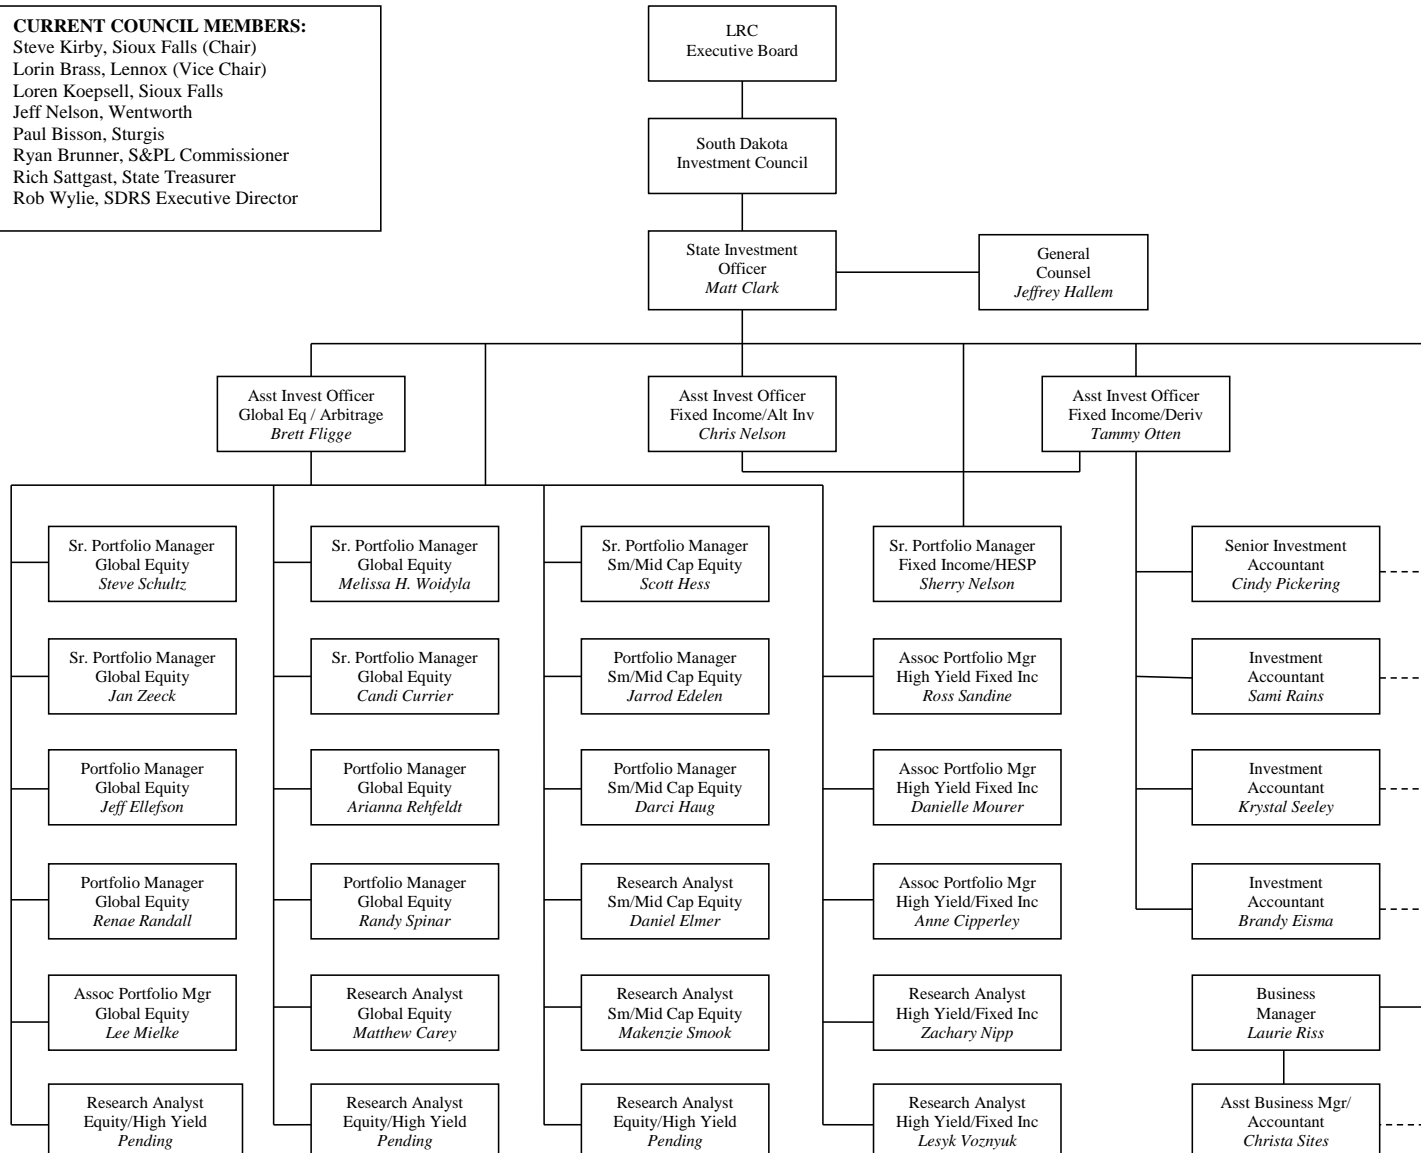 CURRENT COUNCIL MEMBERS:
Steve Kirby, Sioux Falls (Chair)
Lorin Brass, Lennox (Vice Chair)
Loren Koepsell, Sioux Falls
Jeff Nelson, Wentworth
Paul Bisson, Sturgis
Ryan Brunner, S&PL Commissioner
Rich Sattgast, State Treasurer
Rob Wylie, SDRS Executive Director
LRC
Executive Board
South Dakota
Investment Council
State Investment
Officer
Matt Clark
General
Counsel
Jeffrey Hallem
Asst Invest Officer
Global Eq / Arbitrage
Brett Fligge
Asst Invest Officer
Fixed Income/Alt Inv
Chris Nelson
Asst Invest Officer
Fixed Income/Deriv
Tammy Otten
Sr. Portfolio Manager
Global Equity
Steve Schultz
Sr. Portfolio Manager
Global Equity
Melissa H. Woidyla
Sr. Portfolio Manager
Sm/Mid Cap Equity
Scott Hess
Sr. Portfolio Manager
Fixed Income/HESP
Sherry Nelson
Senior Investment
Accountant
Cindy Pickering
Sr. Portfolio Manager
Global Equity
Jan Zeeck
Sr. Portfolio Manager
Global Equity
Candi Currier
Portfolio Manager
Sm/Mid Cap Equity
Jarrod Edelen
Assoc Portfolio Mgr
High Yield Fixed Inc
Ross Sandine
Investment
Accountant
Sami Rains
Portfolio Manager
Global Equity
Jeff Ellefson
Portfolio Manager
Global Equity
Arianna Rehfeldt
Portfolio Manager
Sm/Mid Cap Equity
Darci Haug
Assoc Portfolio Mgr
High Yield Fixed Inc
Danielle Mourer
Investment
Accountant
Krystal Seeley
Portfolio Manager
Global Equity
Renae Randall
Portfolio Manager
Global Equity
Randy Spinar
Research Analyst
Sm/Mid Cap Equity
Daniel Elmer
Assoc Portfolio Mgr
High Yield/Fixed Inc
Anne Cipperley
Investment
Accountant
Brandy Eisma
Assoc Portfolio Mgr
Global Equity
Lee Mielke
Research Analyst
Global Equity
Matthew Carey
Research Analyst
Sm/Mid Cap Equity
Makenzie Smook
Research Analyst
High Yield/Fixed Inc
Zachary Nipp
Business
Manager
Laurie Riss
Research Analyst
Equity/High Yield
Pending
Research Analyst
Equity/High Yield
Pending
Research Analyst
Equity/High Yield
Pending
Research Analyst
High Yield/Fixed Inc
Lesyk Voznyuk
Asst Business Mgr/
Accountant
Christa Sites